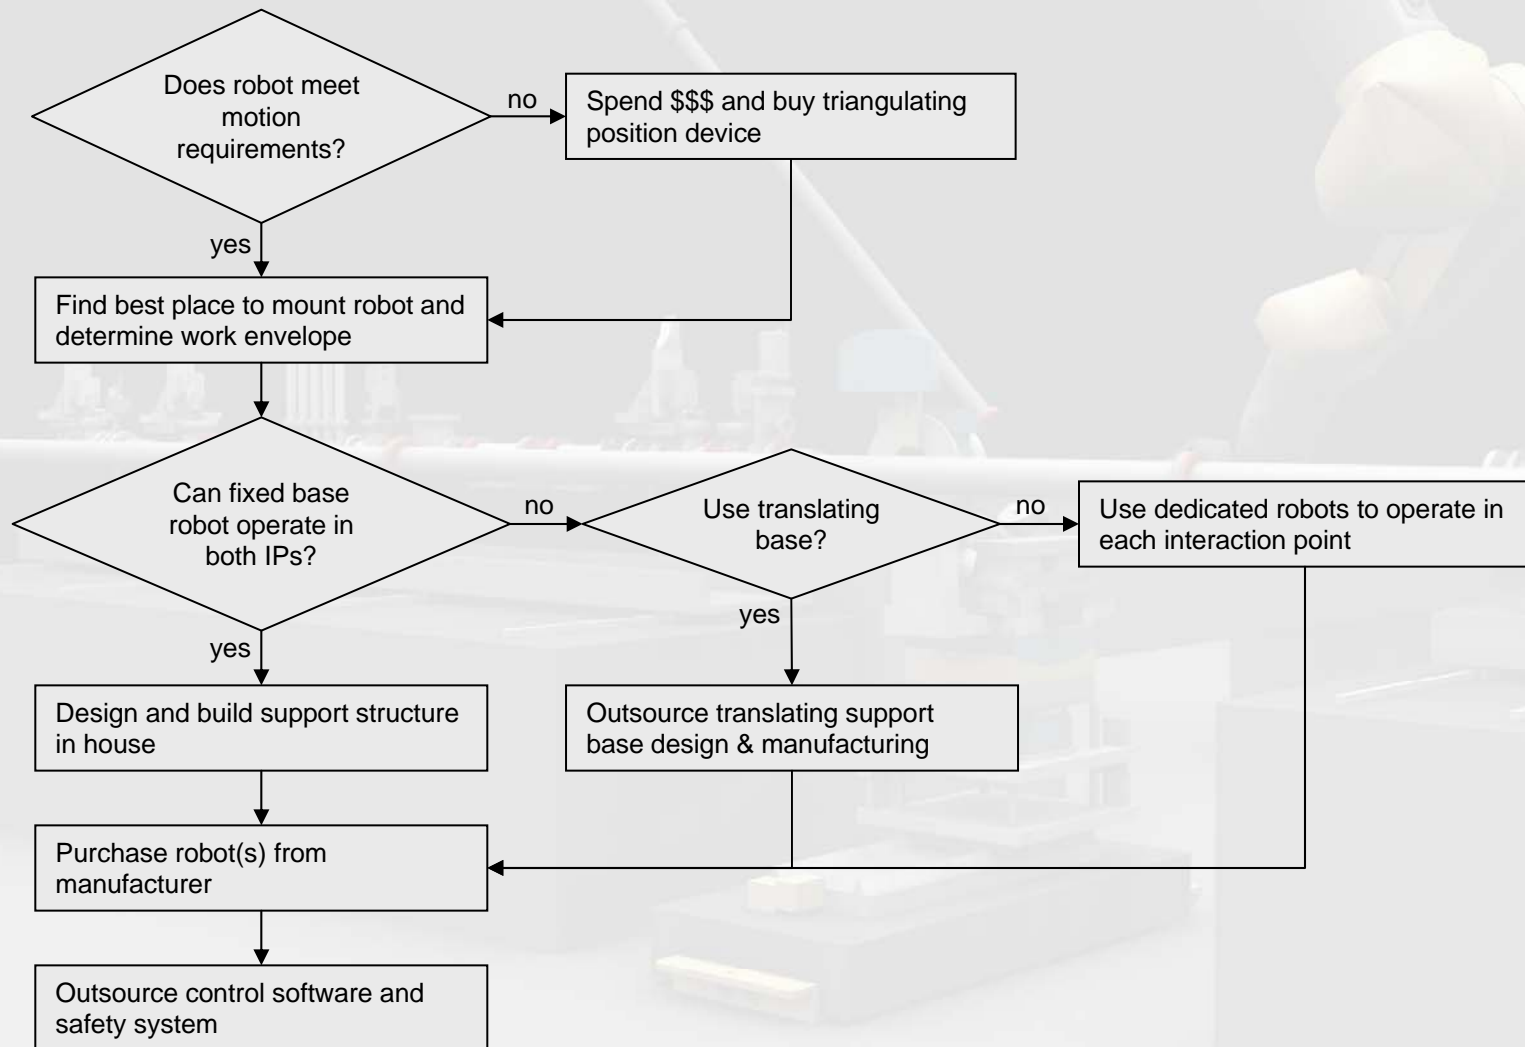 Does robot meet
motion
requirements?
no
Spend $$$ and buy triangulating
position device
yes
Find best place to mount robot and
determine work envelope
Can fixed base
robot operate in
both IPs?
no
Use translating
base?
no
Use dedicated robots to operate in
each interaction point
yes
yes
Design and build support structure
in house
Outsource translating support
base design & manufacturing
Purchase robot(s) from
manufacturer
Outsource control software and
safety system